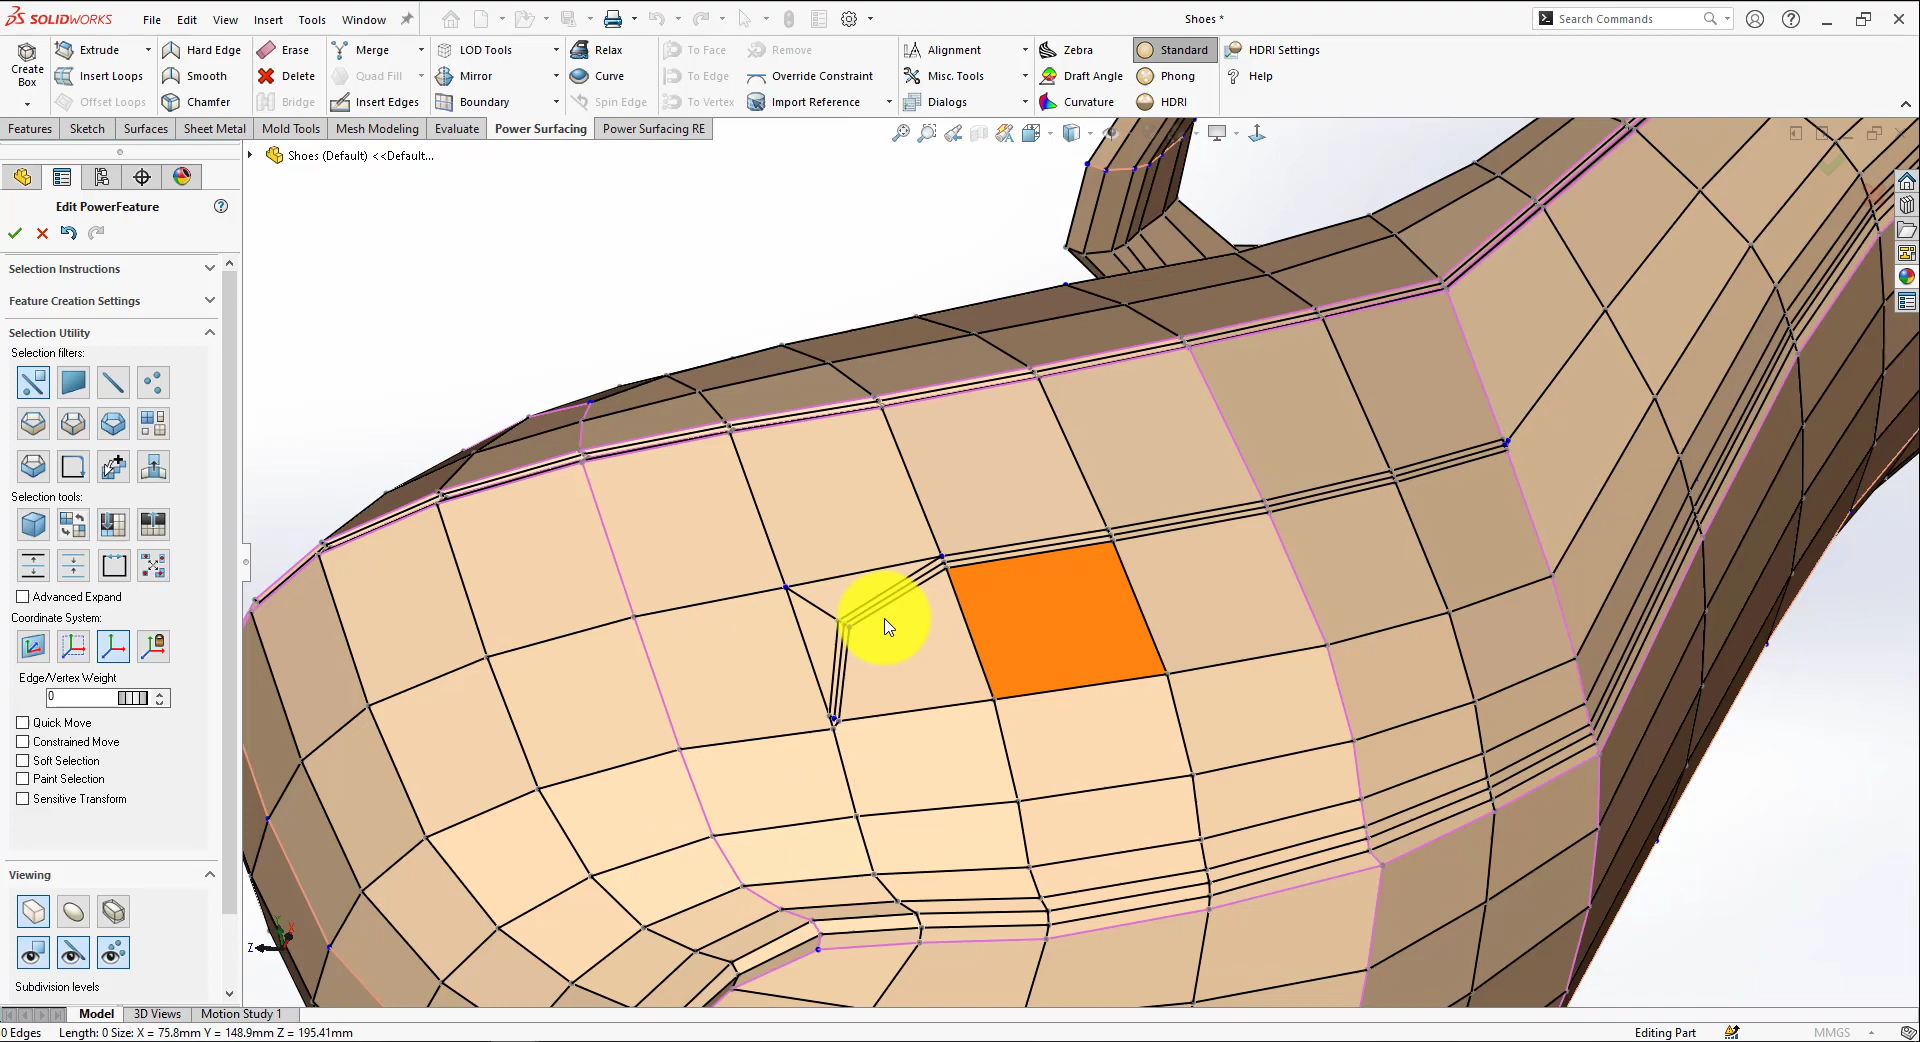 SOLIDWORKS File Edit View Insert Tools Window Shoes * Search Commands
Create Box Extrude Hard Edge Erase Merge LOD Tools Relax To Face Remove Alignment Zebra Standard HDRI Settings
Insert Loops Smooth Delete Quad Fill Mirror Curve To Edge Override Constraint Misc. Tools Draft Angle Phong Help
Offset Loops Chamfer Bridge Insert Edges Boundary Spin Edge To Vertex Import Reference Dialogs Curvature HDRI
Features Sketch Surfaces Sheet Metal Mold Tools Mesh Modeling Evaluate Power Surfacing Power Surfacing RE
Shoes (Default) <<Default...
Edit PowerFeature
Selection Instructions
Feature Creation Settings
Selection Utility
Selection filters:
Selection tools:
Advanced Expand
Coordinate System:
Edge/Vertex Weight
0
Quick Move
Constrained Move
Soft Selection
Paint Selection
Sensitive Transform
Viewing
Subdivision levels
Z
Model 3D Views Motion Study 1
0 Edges Length: 0 Size: X = 75.8mm Y = 148.9mm Z = 195.41mm Editing Part MMGS